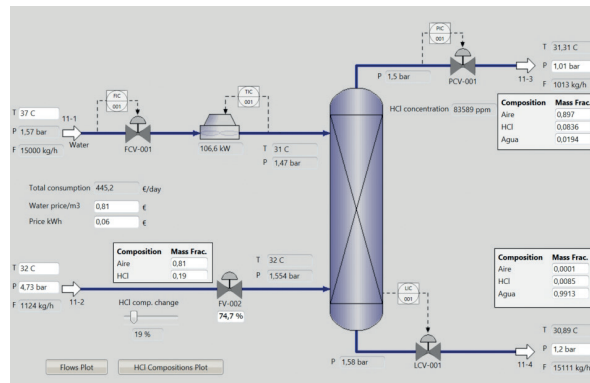 PIC
001
PCV-001
T 31,31 C
P 1,01 bar
11-3
F 1013 kg/h
P 1,5 bar
HCl concentration 83589 ppm
Composition Mass Frac.
Aire 0,897
HCl 0,0836
Agua 0,0194
T 37 C
11-1
P 1,57 bar
Water
F 15000 kg/h
FIC
001
FCV-001
TIC
001
106,6 kW
T 31 C
P 1,47 bar
Total consumption 445,2 €/day
Water price/m3 0,81 €
Price kWh 0,06 €
Composition Mass Frac.
Aire 0,81
HCl 0,19
T 32 C
P 1,554 bar
T 32 C
P 4,73 bar
11-2
F 1124 kg/h
HCl comp. change
19 %
FV-002
74,7 %
LIC
001
Composition Mass Frac.
Aire 0,0001
HCl 0,0085
Agua 0,9913
T 30,89 C
P 1,2 bar
11-4
F 15111 kg/h
P 1,58 bar
LCV-001
Flows Plot
HCl Compositions Plot